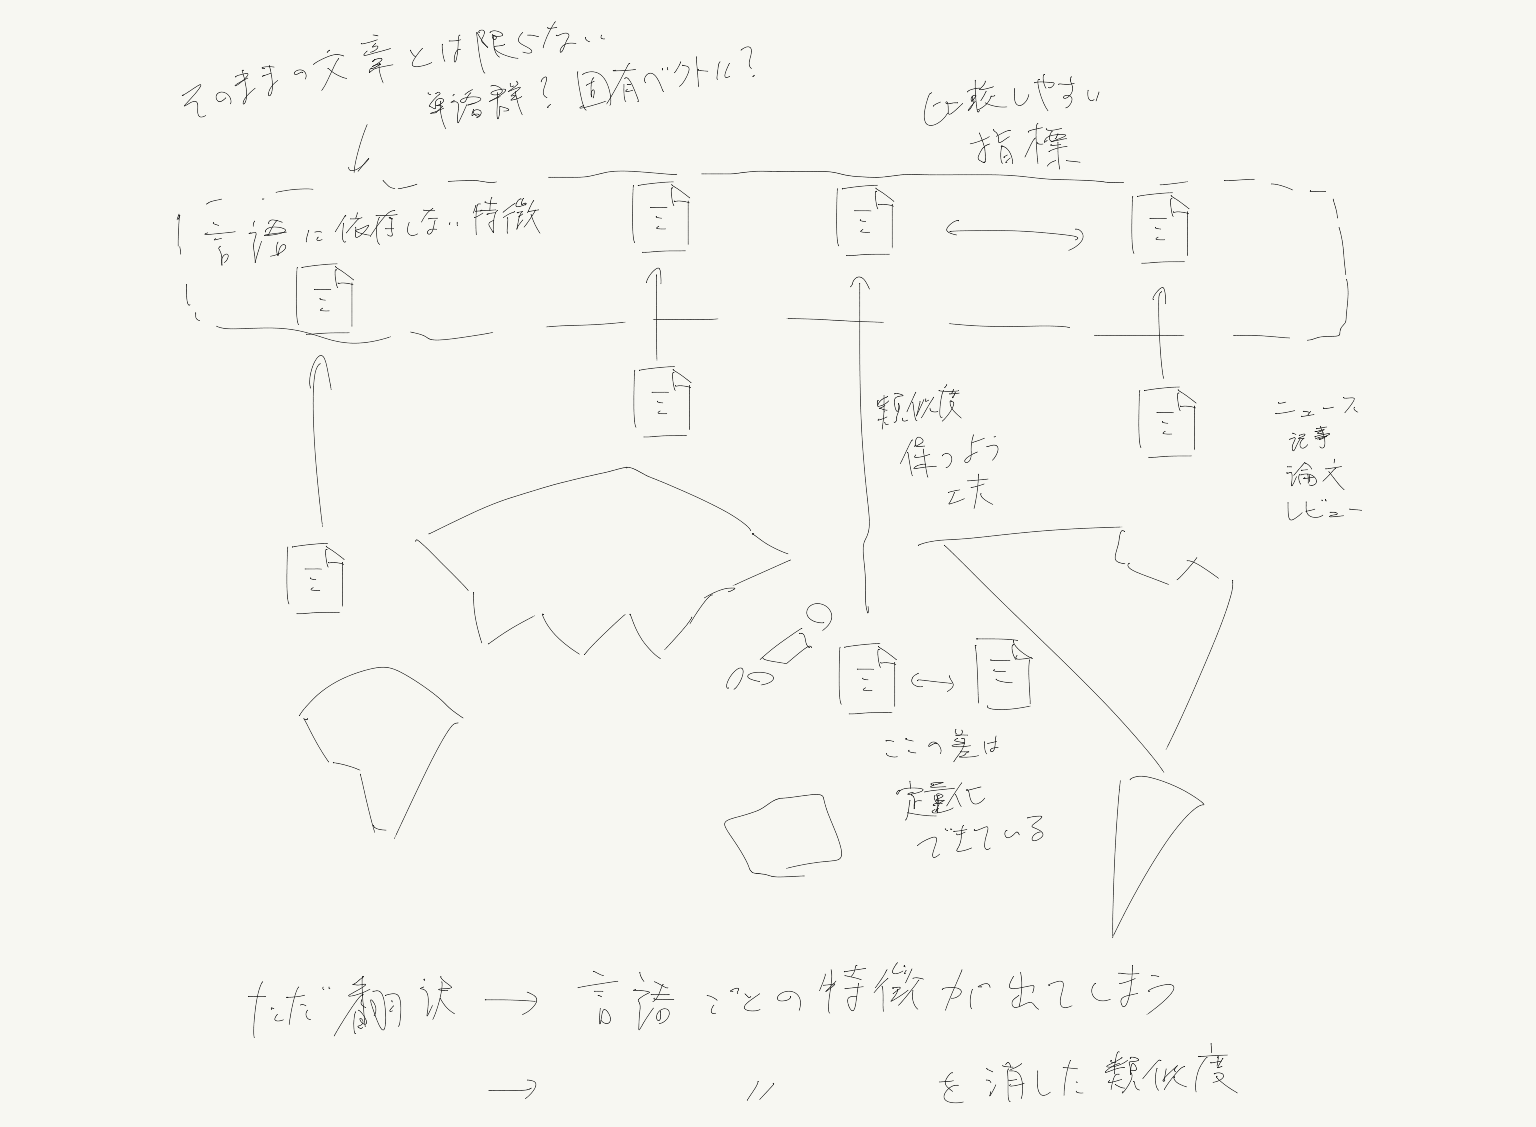 そのままの文章とは限らない
単語群？固有ベクトル？
比較しやすい
指標
言語に依存しない特徴
類似度
保つよう
工夫
ニュース
記事
論文
レビュー
ここの差は
定量化
できている
ただ翻訳→言語ごとの特徴が出てしまう
→ 〃 を消した類似度